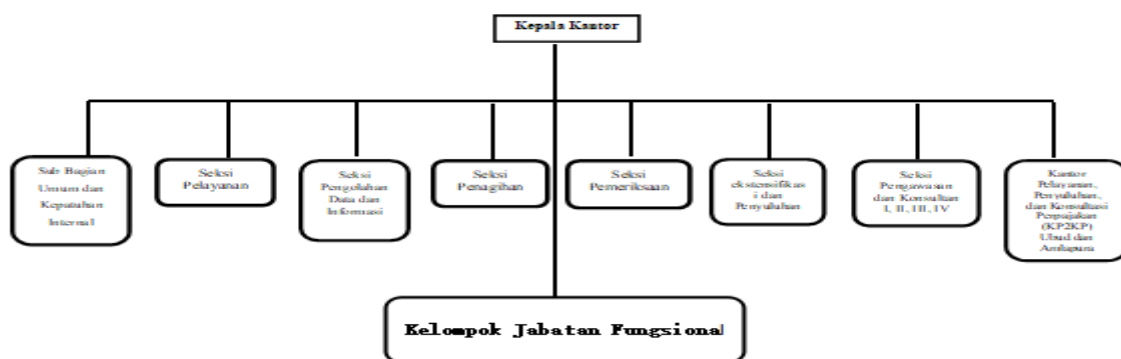 Kepala Kantor
Sub Bagian
Umum dan
Kepatuhan
Internal
Seksi
Pelayanan
Seksi
Pengolahan
Data dan
Informasi
Seksi
Penagihan
Seksi
Pemeriksaan
Seksi
ekstensifikas
i dan
Penyuluhan
Seksi
Pengawasan
dan Konsultan
I, II, III, IV
Kantor
Pelayanan.,
Penyuluhan.,
dan Konsultasi
Perpajakan
(KP2KP)
Ubud dan
Amlapura
Kelompok Jabatan Fungsional